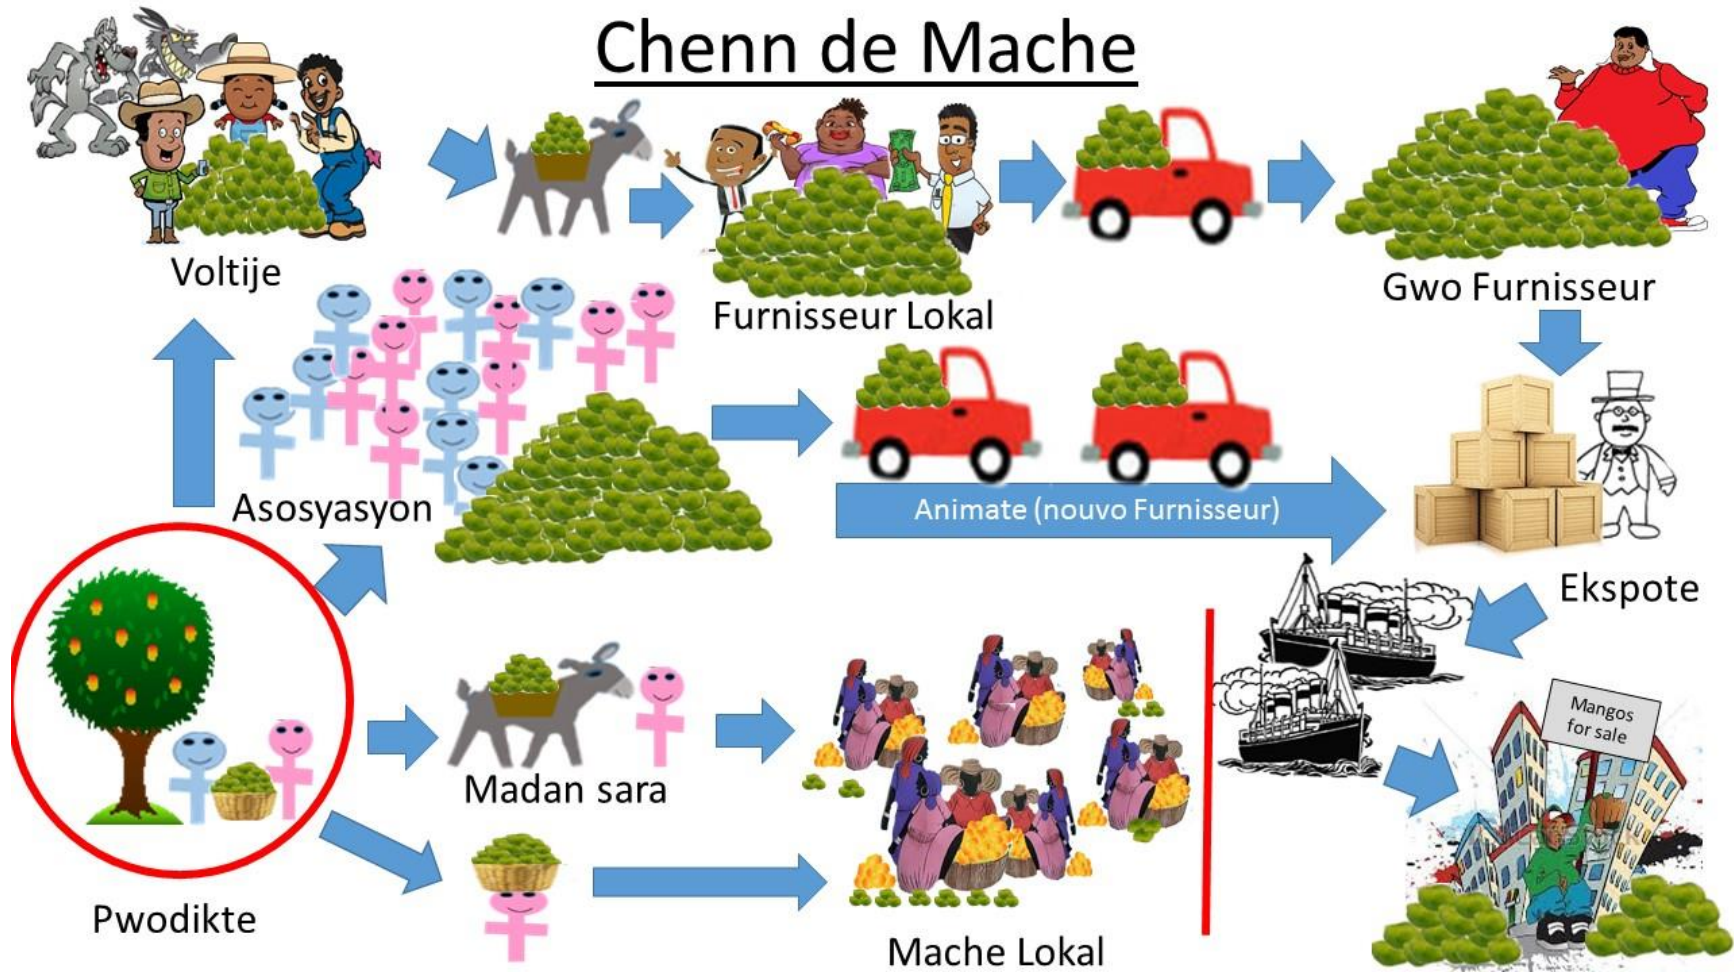 Chenn de Mache
Voltije
Furnisseur Lokal
Gwo Furnisseur
Asosyasyon
Animate (nouvo Furnisseur)
Ekspote
Mangos
for sale
Madan sara
Pwodikte
Mache Lokal